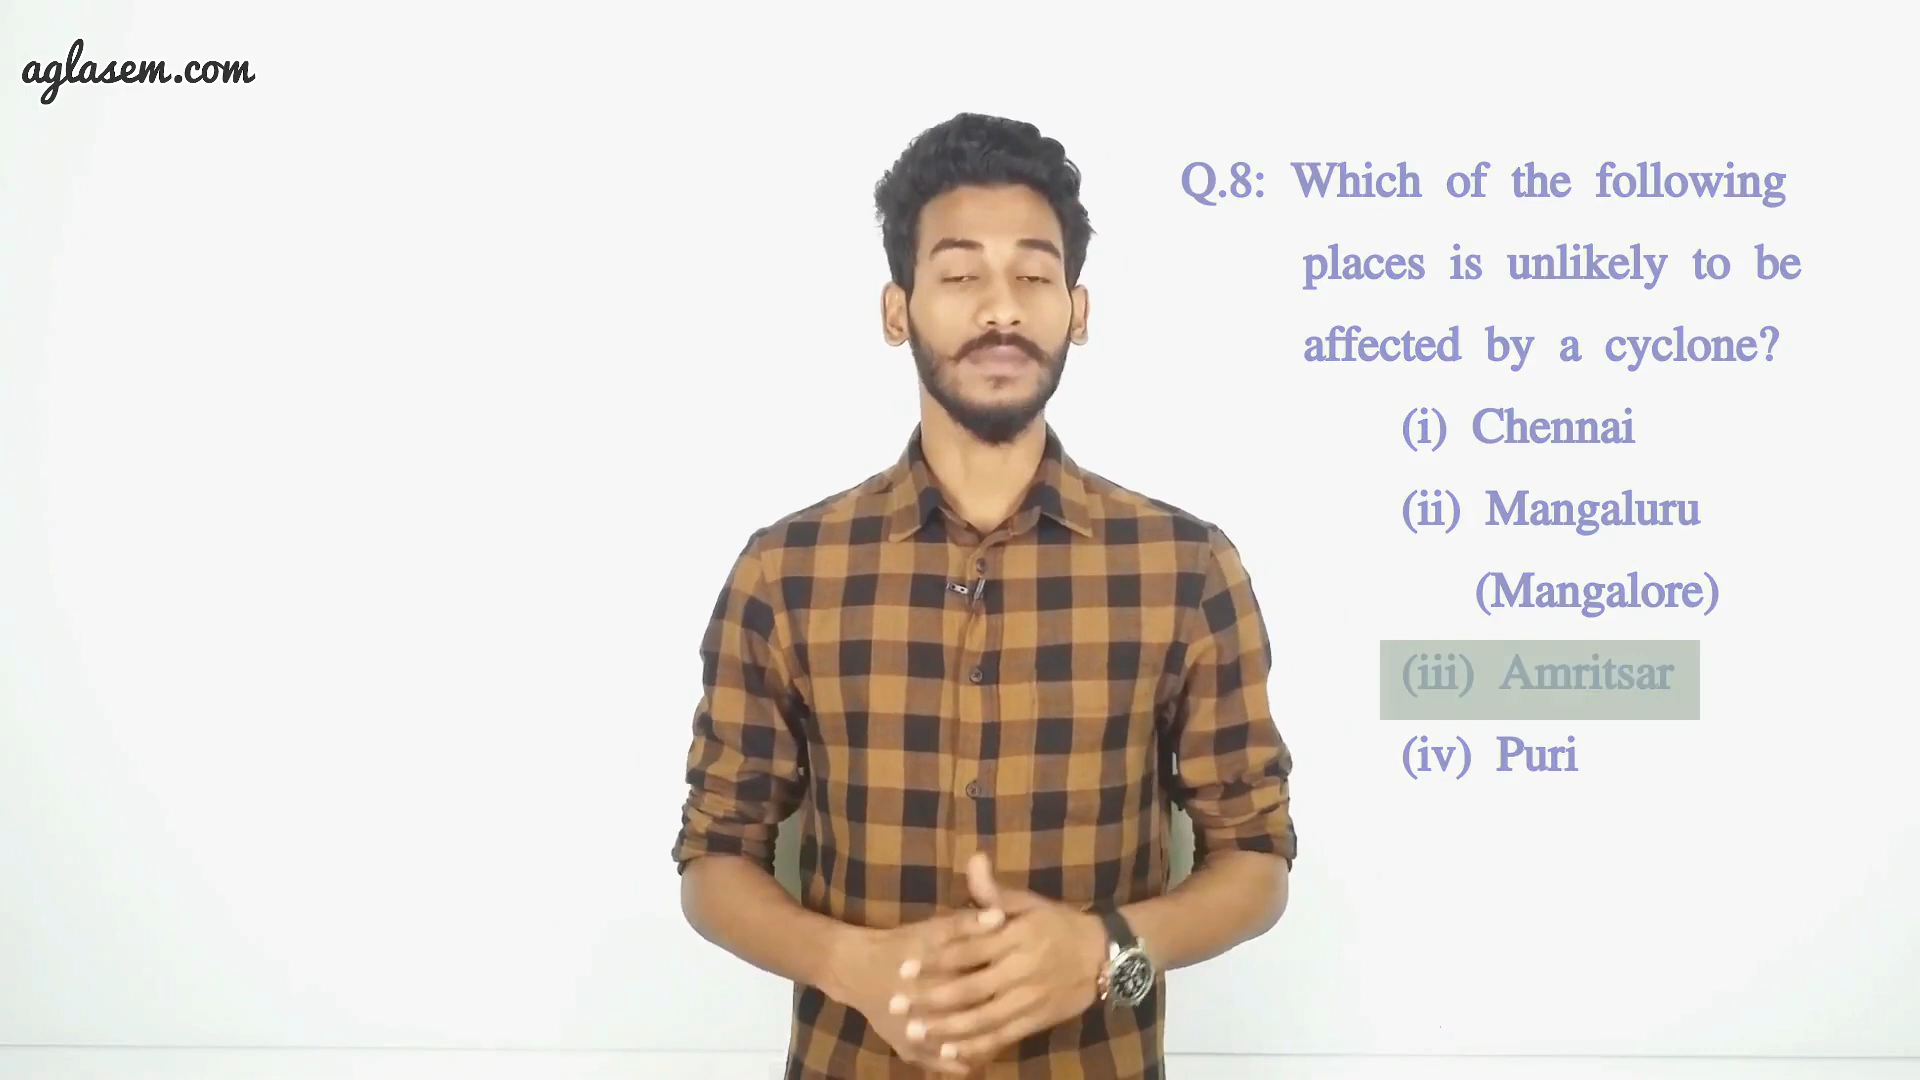 aglasem.com
Q.8: Which of the following
places is unlikely to be
affected by a cyclone?
(i) Chennai
(ii) Mangaluru
(Mangalore)
(iii) Amritsar
(iv) Puri